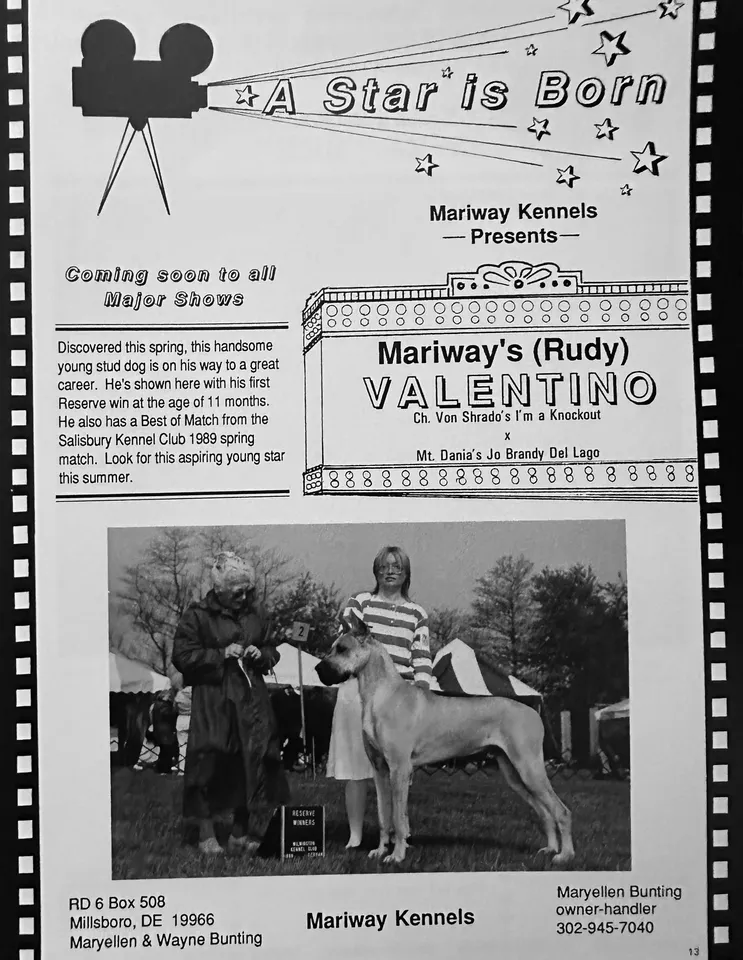 A Star is Born
Mariway Kennels
— Presents —
Coming soon to all
Major Shows
Discovered this spring, this handsome
young stud dog is on his way to a great
career. He's shown here with his first
Reserve win at the age of 11 months.
He also has a Best of Match from the
Salisbury Kennel Club 1989 spring
match. Look for this aspiring young star
this summer.
Mariway's (Rudy)
VALENTINO
Ch. Von Shrado's I'm a Knockout
x
Mt. Dania's Jo Brandy Del Lago
2
RESERVE
WINNERS
WILMINGTON
KENNEL CLUB
RD 6 Box 508
Millsboro, DE 19966
Maryellen & Wayne Bunting
Mariway Kennels
Maryellen Bunting
owner-handler
302-945-7040
13